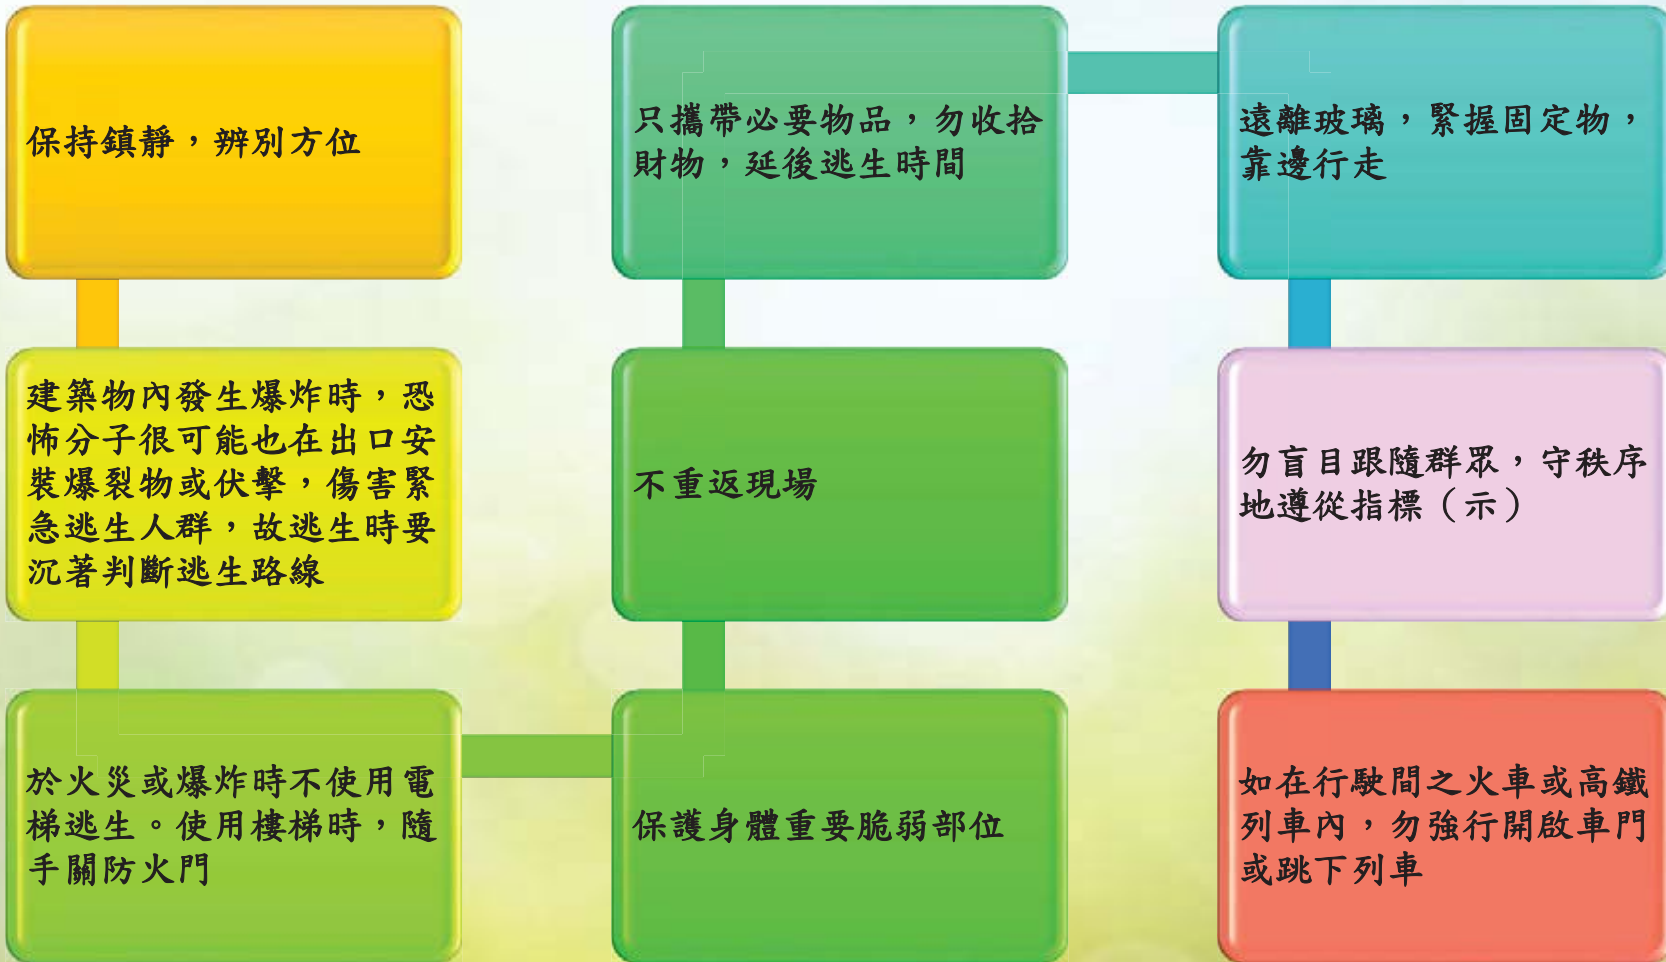 保持鎮靜，辨別方位
建築物內發生爆炸時，恐
怖分子很可能也在出口安
裝爆裂物或伏擊，傷害緊
急逃生人群，故逃生時要
沉著判斷逃生路線
於火災或爆炸時不使用電
梯逃生。使用樓梯時，隨
手關防火門
保護身體重要脆弱部位
不重返現場
只攜帶必要物品，勿收拾
財物，延後逃生時間
遠離玻璃，緊握固定物，
靠邊行走
勿盲目跟隨群眾，守秩序
地遵從指標（示）
如在行駛間之火車或高鐵
列車內，勿強行開啟車門
或跳下列車